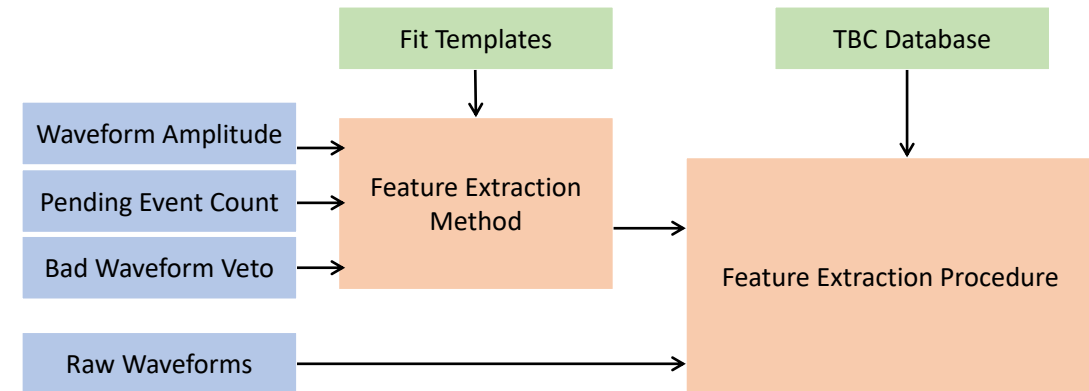 Fit Templates
TBC Database
Waveform Amplitude
Pending Event Count
Bad Waveform Veto
Feature Extraction
Method
Feature Extraction Procedure
Raw Waveforms